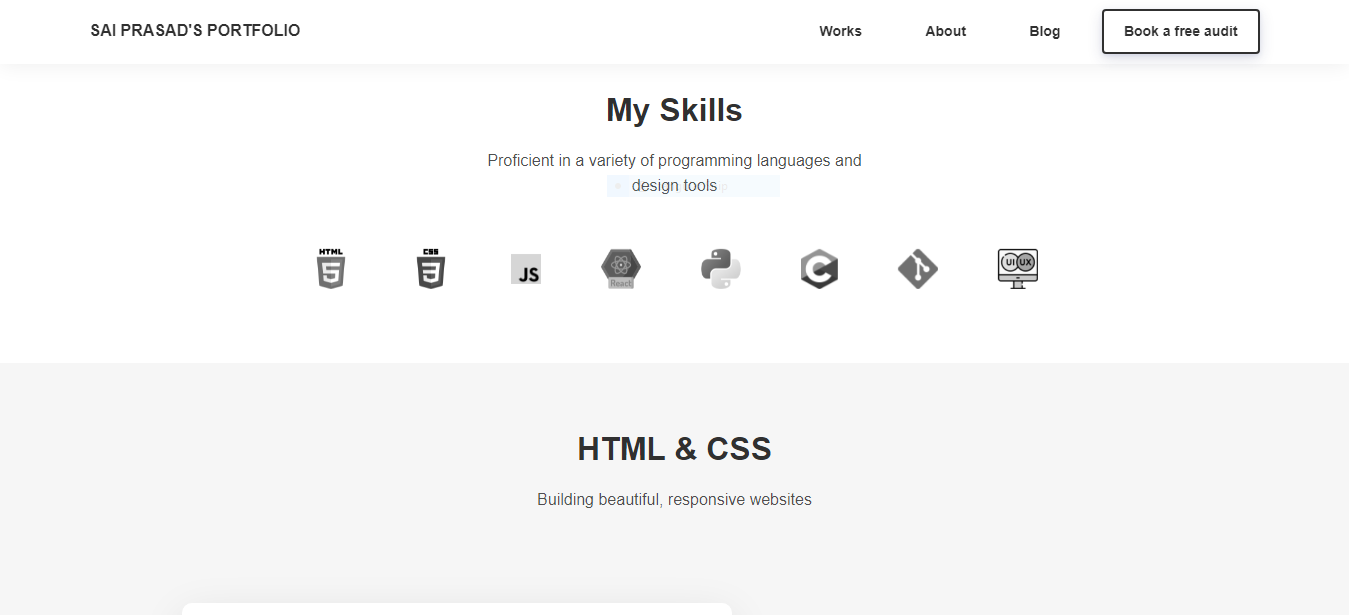 SAI PRASAD'S PORTFOLIO
Works
About
Blog
Book a free audit
My Skills
Proficient in a variety of programming languages and
design tools
HTML
5
CSS
3
JS
React
UI UX
HTML & CSS
Building beautiful, responsive websites